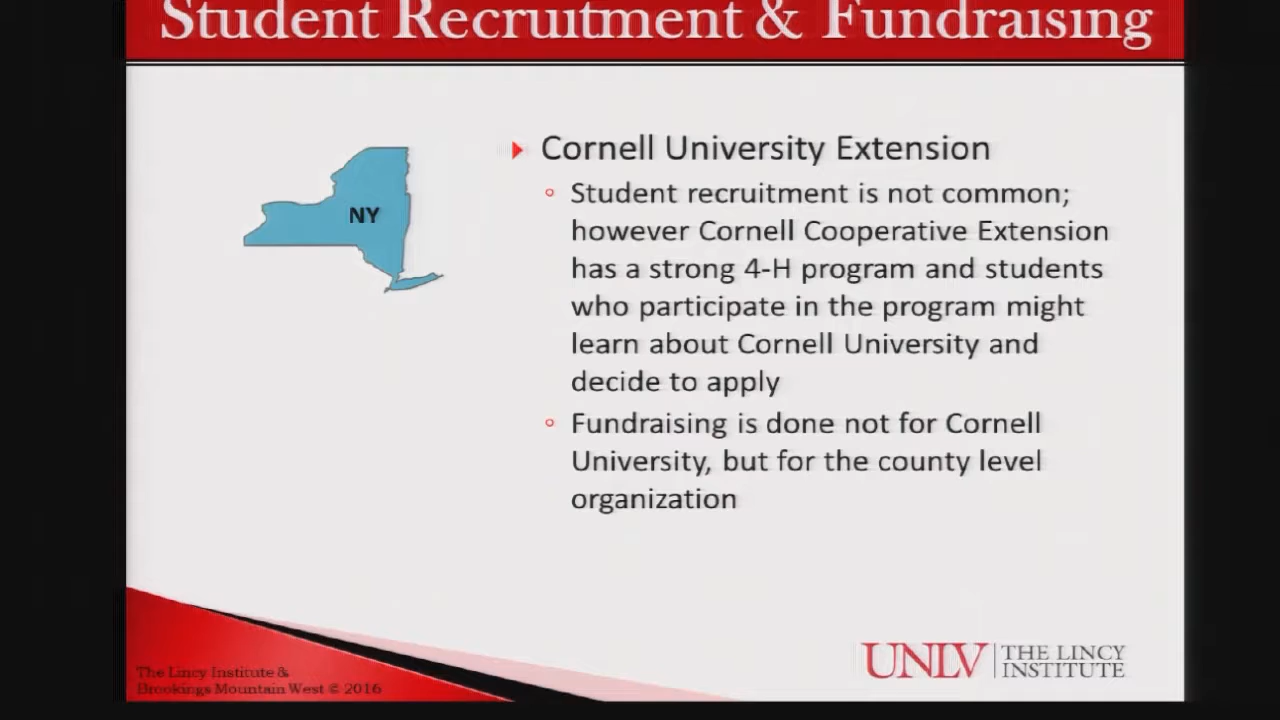 Student Recruitment & Fundraising
NY
Cornell University Extension
Student recruitment is not common;
however Cornell Cooperative Extension
has a strong 4-H program and students
who participate in the program might
learn about Cornell University and
decide to apply
Fundraising is done not for Cornell
University, but for the county level
organization
The Lincy Institute &
Brookings Mountain West © 2016
UNLV THE LINCY
INSTITUTE